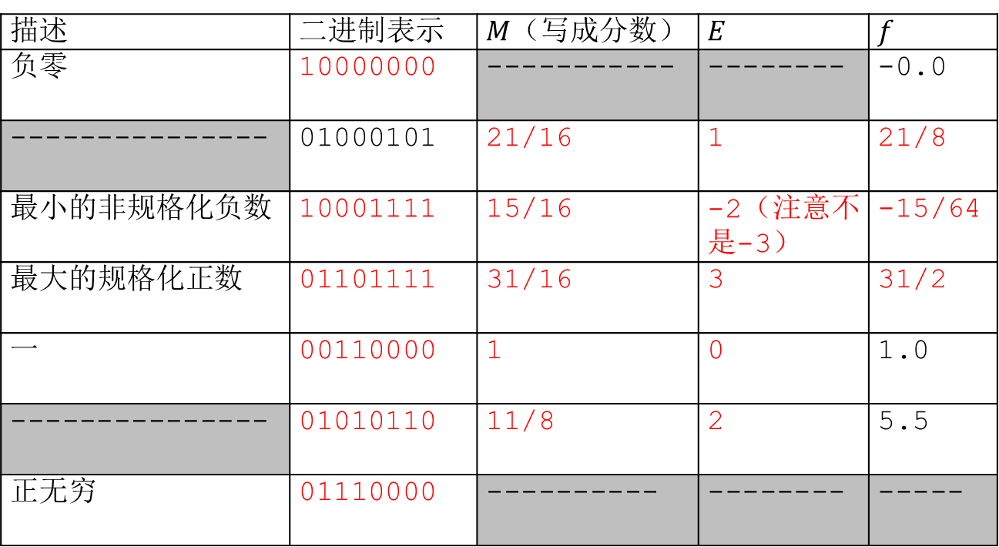 描述 二进制表示 M（写成分数） E f
负零 10000000 ----------- -------- -0.0
--------------- 01000101 21/16 1 21/8
最小的非规格化负数 10001111 15/16 -2（注意不 -15/64
是-3）
最大的规格化正数 01101111 31/16 3 31/2
一 00110000 1 0 1.0
--------------- 01010110 11/8 2 5.5
正无穷 01110000 ---------- -------- -----